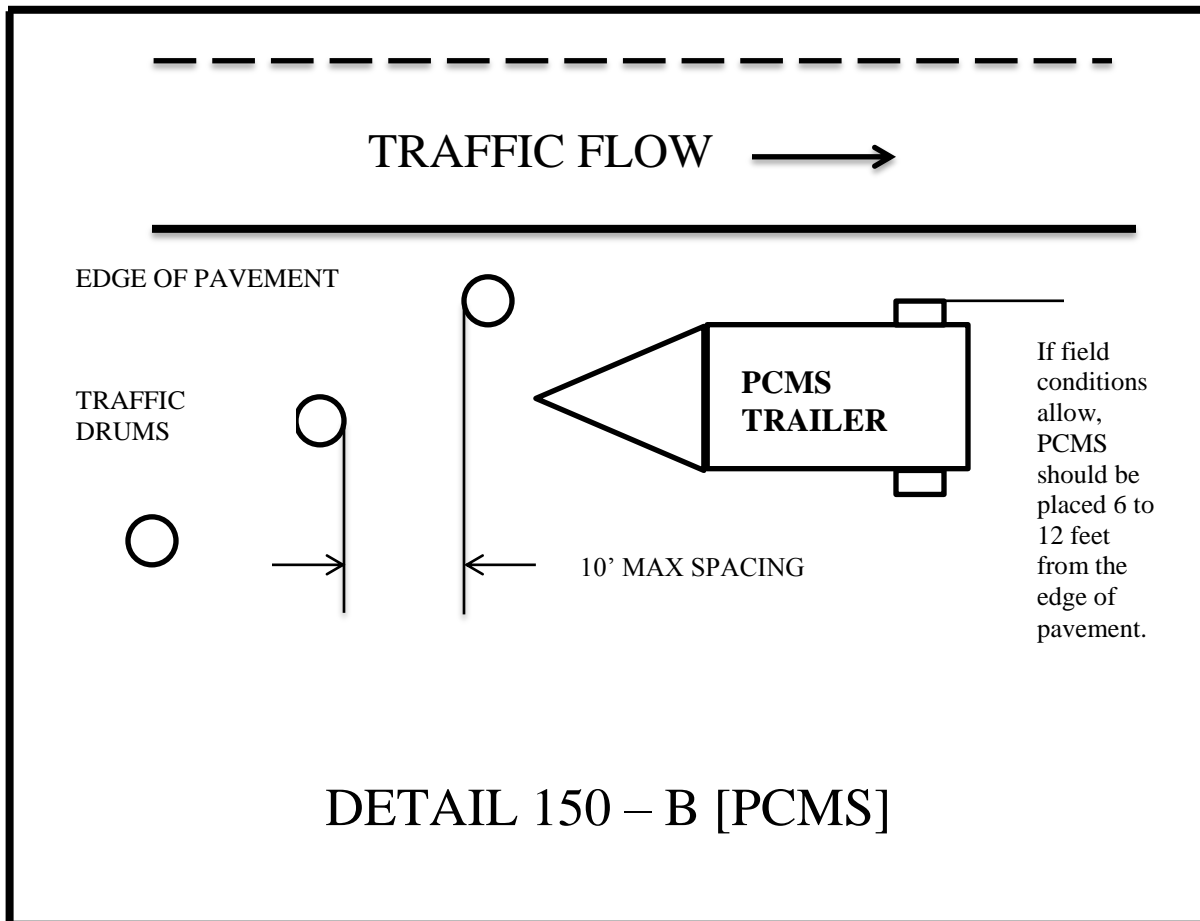 TRAFFIC FLOW
EDGE OF PAVEMENT
TRAFFIC
DRUMS
PCMS
TRAILER
If field
conditions
allow,
PCMS
should be
placed 6 to
12 feet
from the
edge of
pavement.
10’ MAX SPACING
DETAIL 150 – B [PCMS]